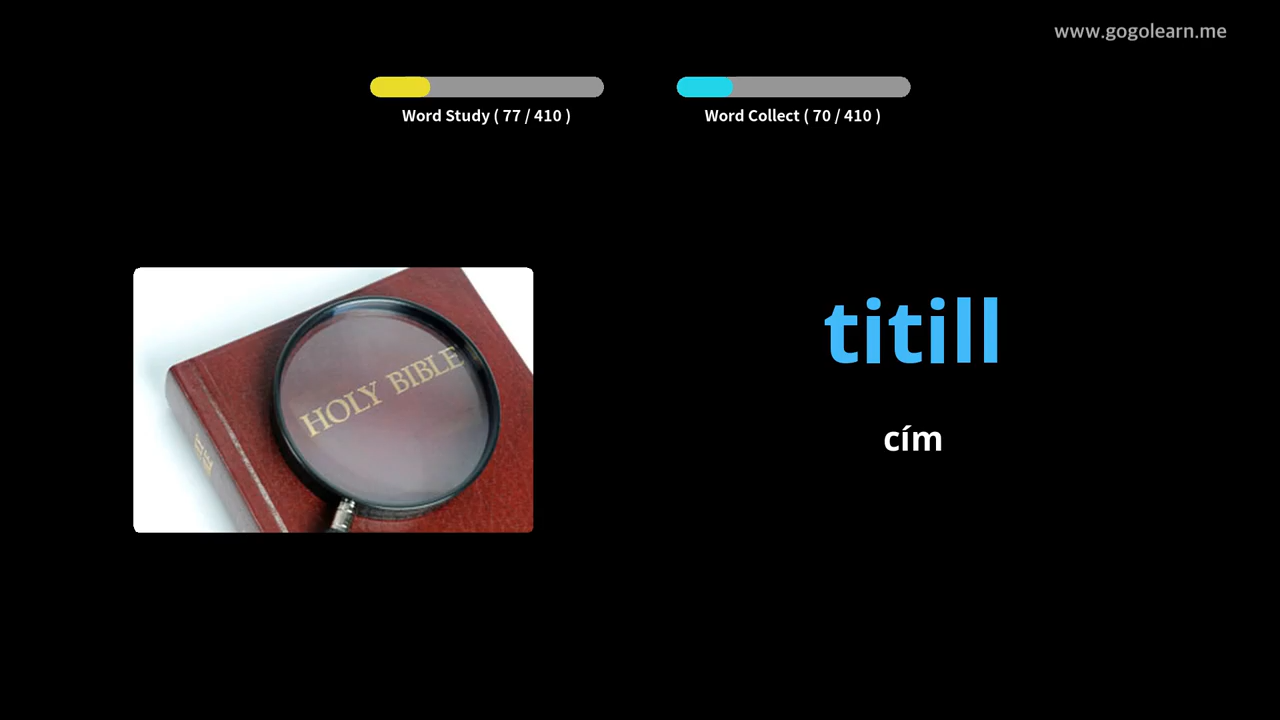 www.gogolearn.me
Word Study ( 77 / 410 )
Word Collect ( 70 / 410 )
HOLY BIBLE
titill
cím